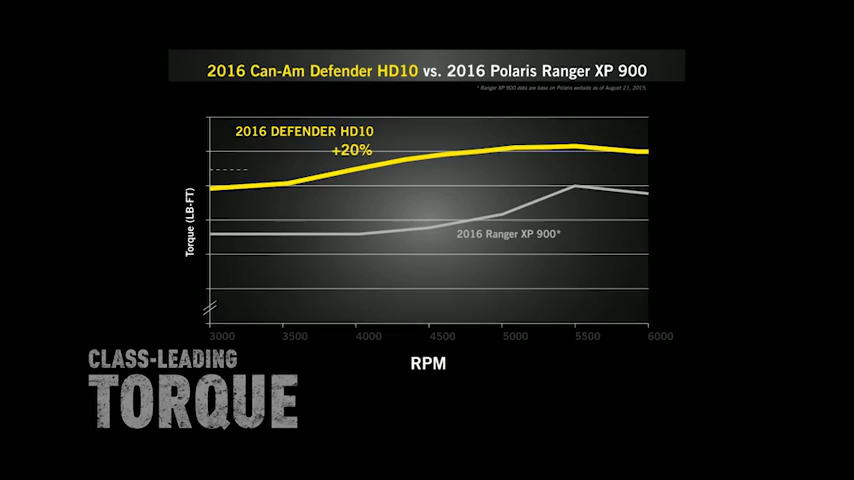 2016 Can-Am Defender HD10 vs. 2016 Polaris Ranger XP 900
* Ranger XP 900 data are base on Polaris website as of August 21, 2015.
2016 DEFENDER HD10
+20%
Torque (LB-FT)
2016 Ranger XP 900*
3000 3500 4000 4500 5000 5500 6000
RPM
CLASS-LEADING
TORQUE